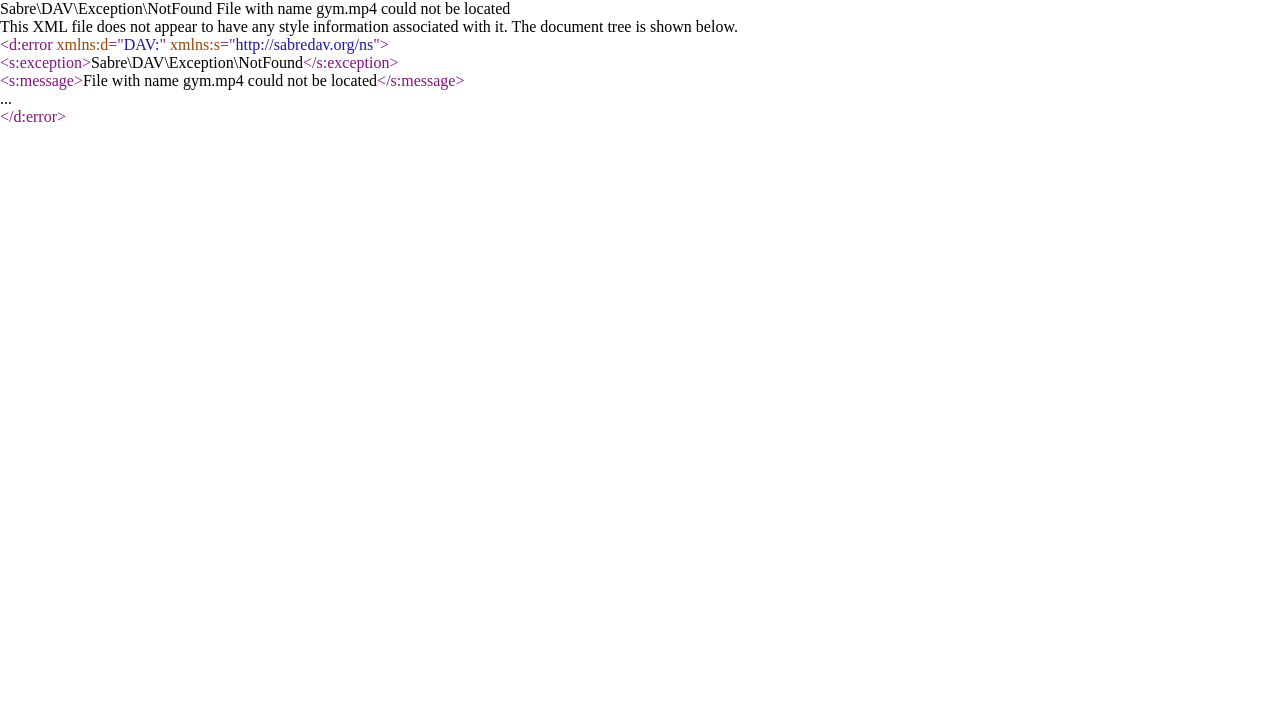 Sabre\DAV\Exception\NotFound File with name gym.mp4 could not be located
This XML file does not appear to have any style information associated with it. The document tree is shown below.
<d:error xmlns:d="DAV:" xmlns:s="http://sabredav.org/ns">
<s:exception>Sabre\DAV\Exception\NotFound</s:exception>
<s:message>File with name gym.mp4 could not be located</s:message>
...
</d:error>